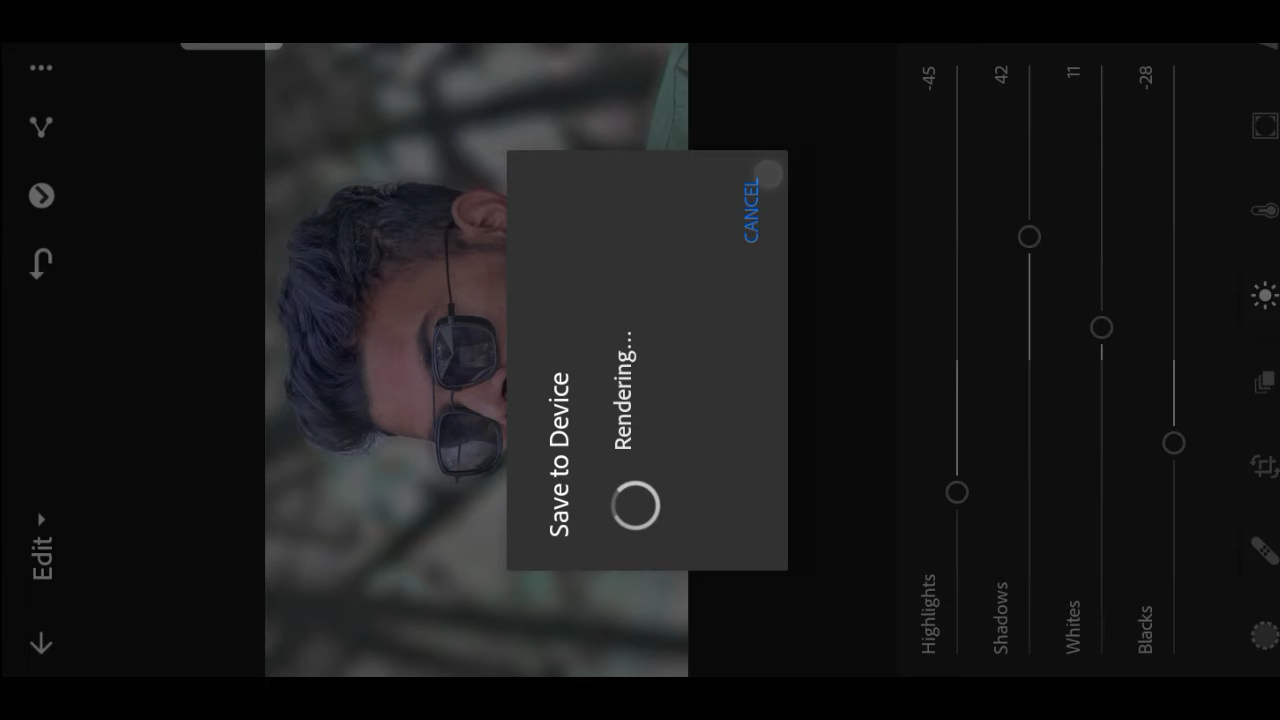 Edit
Save to Device
Rendering...
CANCEL
Highlights -45
Shadows 42
Whites 11
Blacks -28